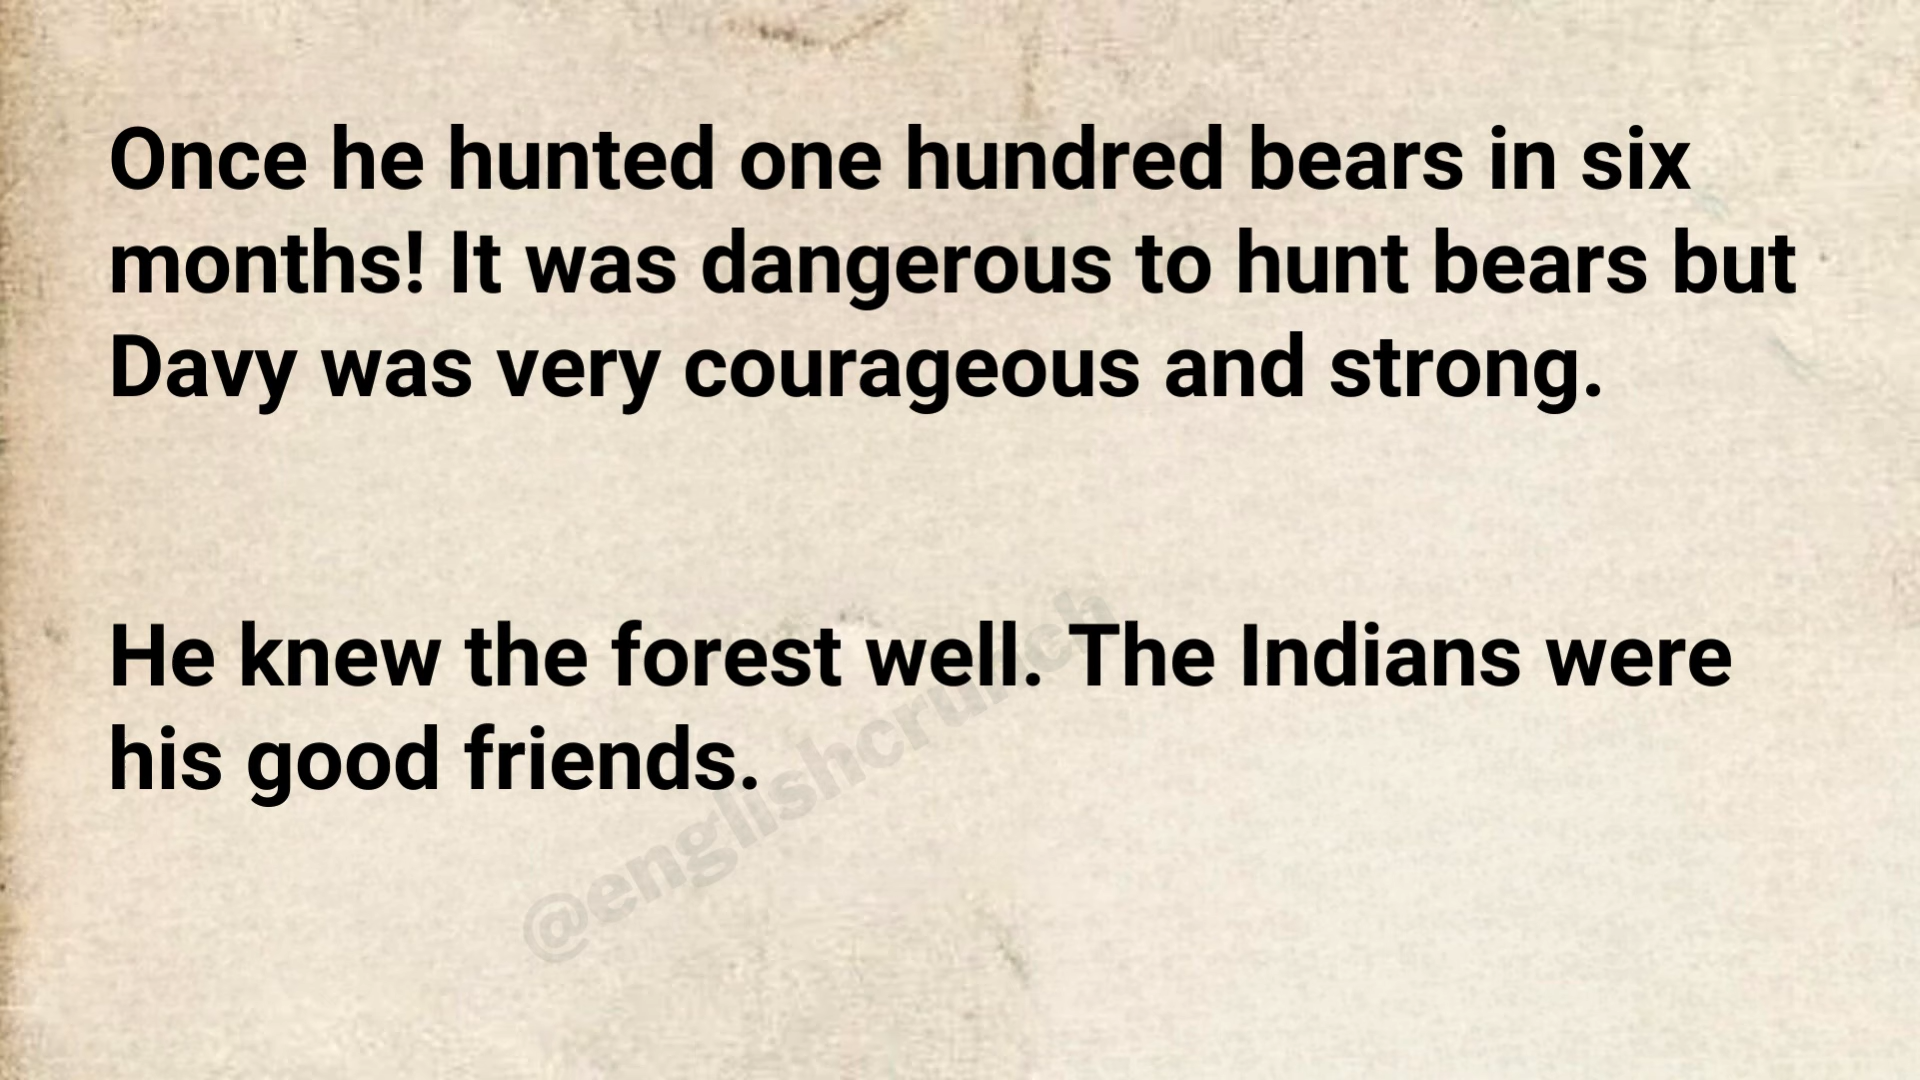 Once he hunted one hundred bears in six
months! It was dangerous to hunt bears but
Davy was very courageous and strong.
He knew the forest well. The Indians were
his good friends.
@englishcrunch